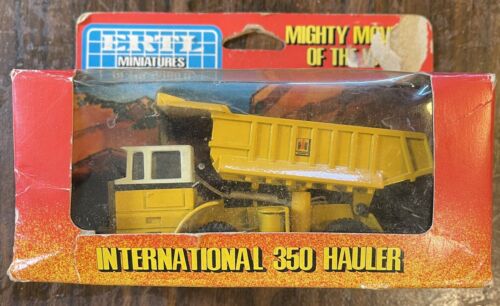 ERTL
MINIATURES
MIGHTY
OF THE
INTERNATIONAL 350 HAULER